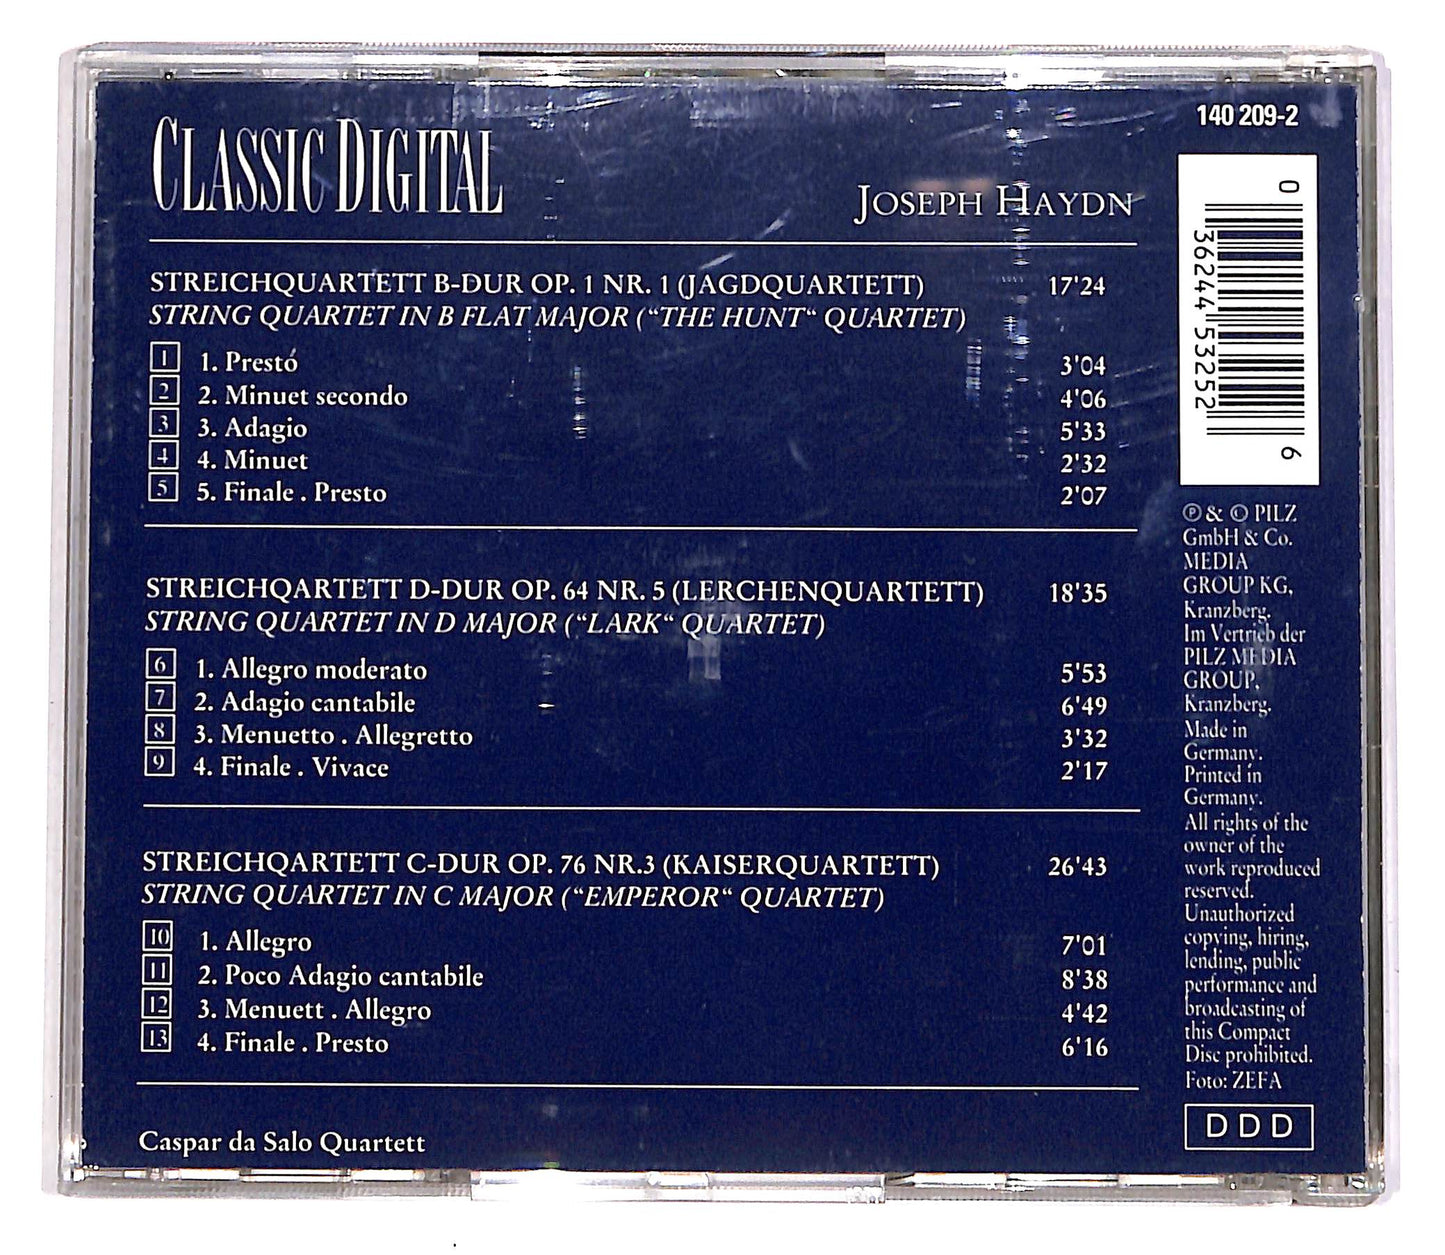 CLASSIC DIGITAL
JOSEPH HAYDN
STREICHQUARTETT B-DUR OP. 1 NR. 1 (JAGDQUARTETT) 17'24
STRING QUARTET IN B FLAT MAJOR (“THE HUNT“ QUARTET)
1 1. Presto 3'04
2 2. Minuet secondo 4'06
3 3. Adagio 5'33
4 4. Minuet 2'32
5 5. Finale . Presto 2'07
STREICHQARTETT D-DUR OP. 64 NR. 5 (LERCHENQUARTETT) 18'35
STRING QUARTET IN D MAJOR (“LARK“ QUARTET)
6 1. Allegro moderato 5'53
7 2. Adagio cantabile 6'49
8 3. Menuetto . Allegretto 3'32
9 4. Finale . Vivace 2'17
STREICHQARTETT C-DUR OP. 76 NR.3 (KAISERQUARTETT) 26'43
STRING QUARTET IN C MAJOR (“EMPEROR“ QUARTET)
10 1. Allegro 7'01
11 2. Poco Adagio cantabile 8'38
12 3. Menuett . Allegro 4'42
13 4. Finale . Presto 6'16
Caspar da Salo Quartett
140 209-2
0 36244 53252 6
℗ & © PILZ
GmbH & Co.
MEDIA
GROUP KG,
Kranzberg.
Im Vertrieb der
PILZ MEDIA
GROUP,
Kranzberg.
Made in
Germany.
Printed in
Germany.
All rights of the
owner of the
work reproduced
reserved.
Unauthorized
copying, hiring,
lending, public
performance and
broadcasting of
this Compact
Disc prohibited.
Foto: ZEFA
DDD